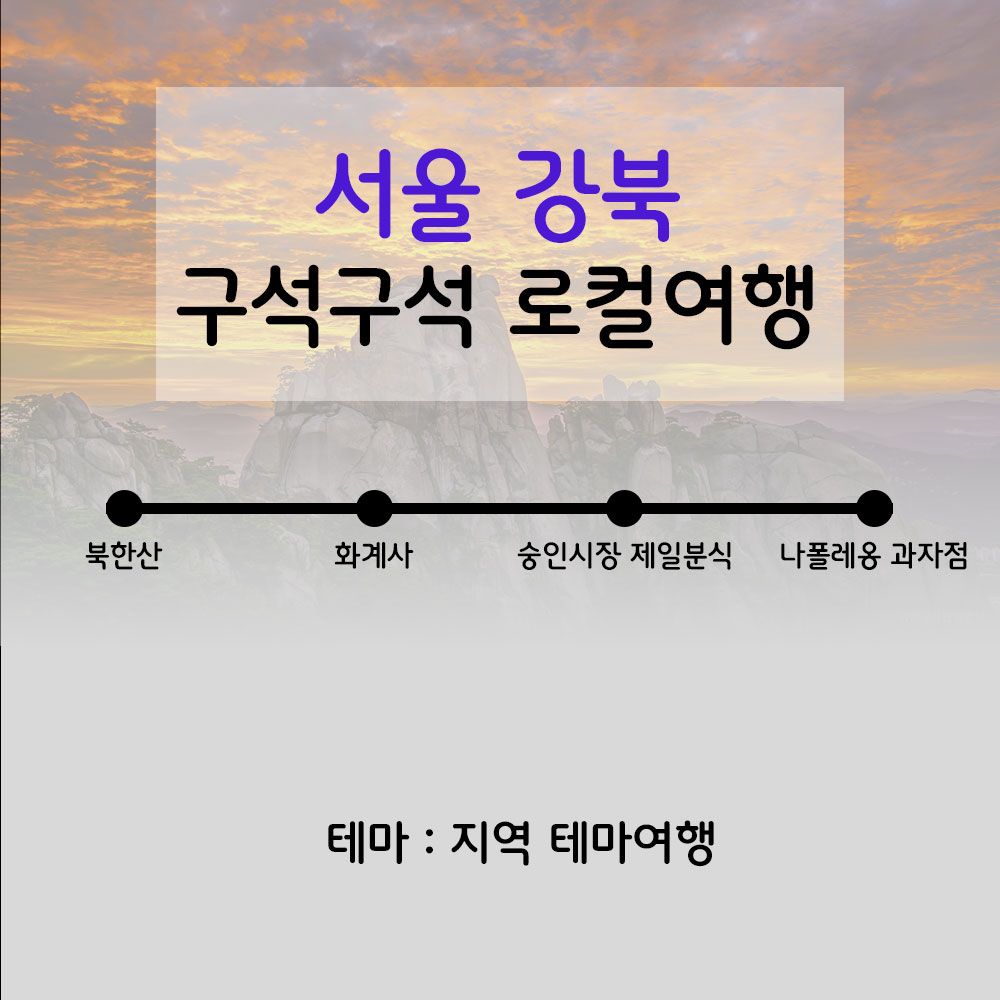 서울 강북
구석구석 로컬여행
북한산
화계사
숭인시장 제일분식
나폴레옹 과자점
테마 : 지역 테마여행